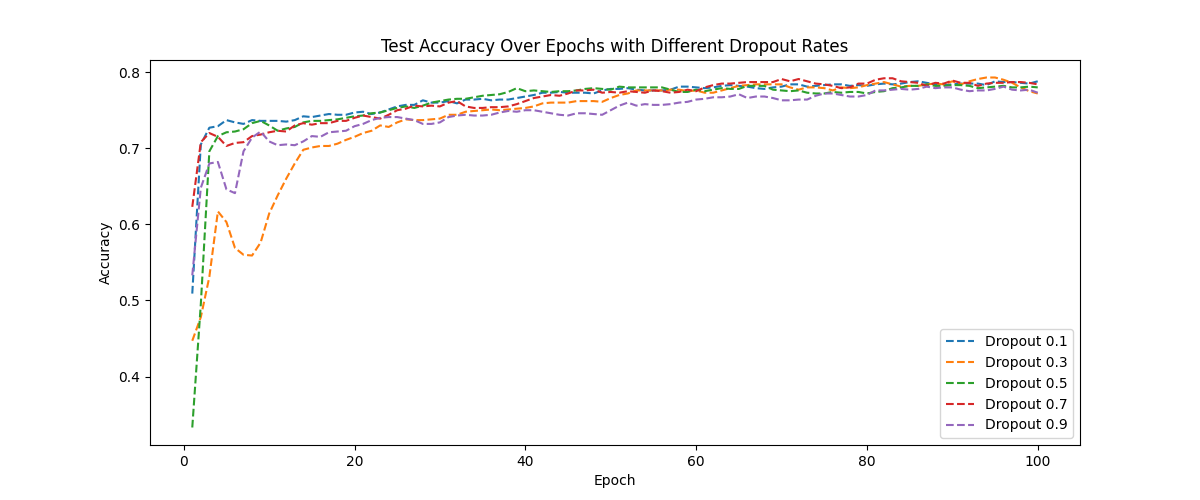 Test Accuracy Over Epochs with Different Dropout Rates
0.8
0.7
0.6
0.5
0.4
Accuracy
0
20
40
60
80
100
Epoch
Dropout 0.1
Dropout 0.3
Dropout 0.5
Dropout 0.7
Dropout 0.9